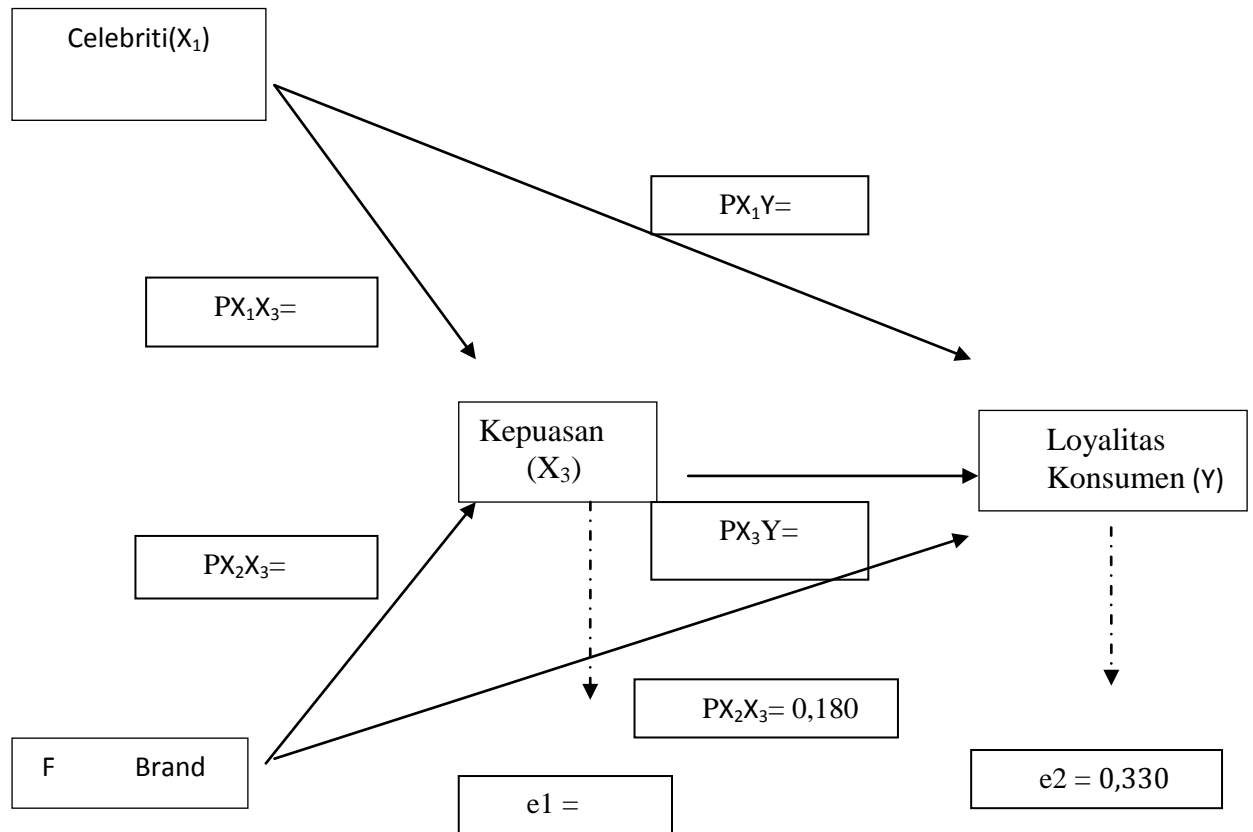 Celebriti(X₁)
PX₁Y=
PX₁X₃=
Kepuasan
(X₃)
Loyalitas
Konsumen (Y)
PX₃Y=
PX₂X₃=
PX₂X₃= 0,180
F Brand
e1 =
e2 = 0,330